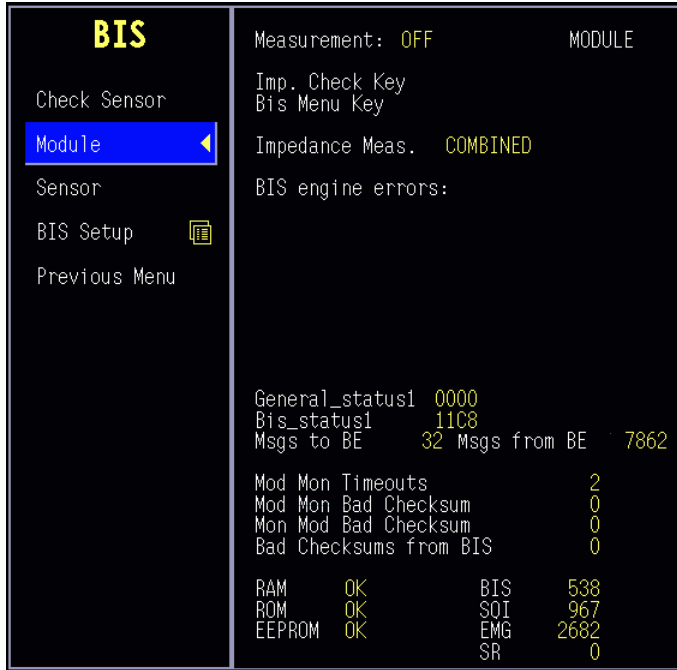 BIS
Check Sensor
Module
Sensor
BIS Setup
Previous Menu
Measurement: OFF MODULE
Imp. Check Key
Bis Menu Key
Impedance Meas. COMBINED
BIS engine errors:
General_status1 0000
Bis_status1 11C8
Msgs to BE 32 Msgs from BE 7862
Mod Mon Timeouts 2
Mod Mon Bad Checksum 0
Mon Mod Bad Checksum 0
Bad Checksums from BIS 0
RAM OK BIS 538
ROM OK SQI 967
EEPROM OK EMG 2682
SR 0